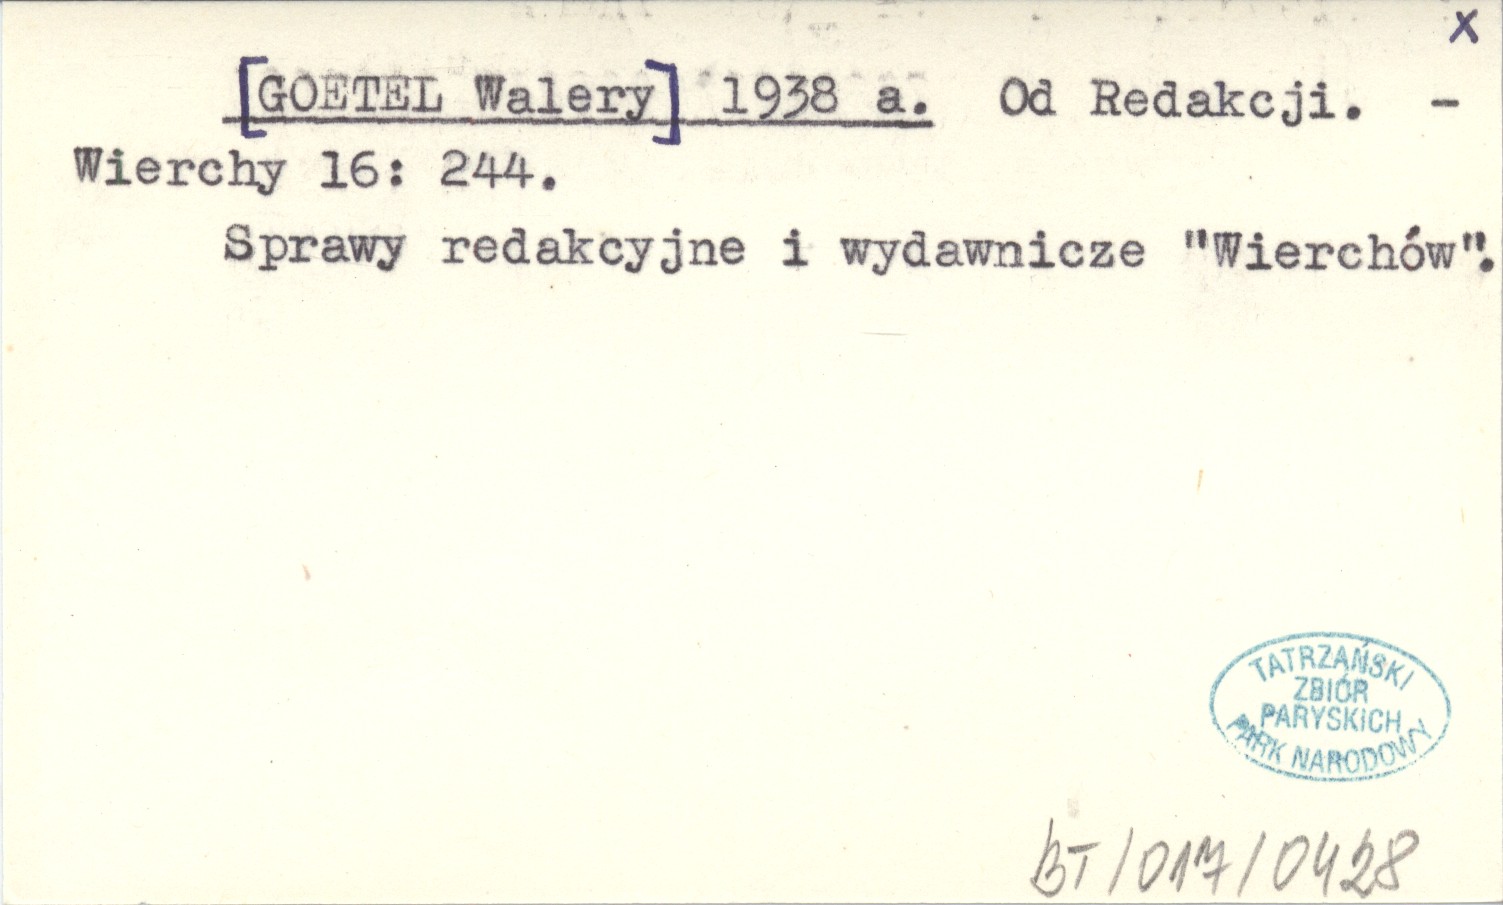 x
[GOETEL Walery] 1938 a. Od Redakcji. -
Wierchy 16: 244.
Sprawy redakcyjne i wydawnicze "Wierchów".
TATRZAŃSKI
ZBIÓR
PARYSKICH
PARK NARODOWY
BT/017/0428